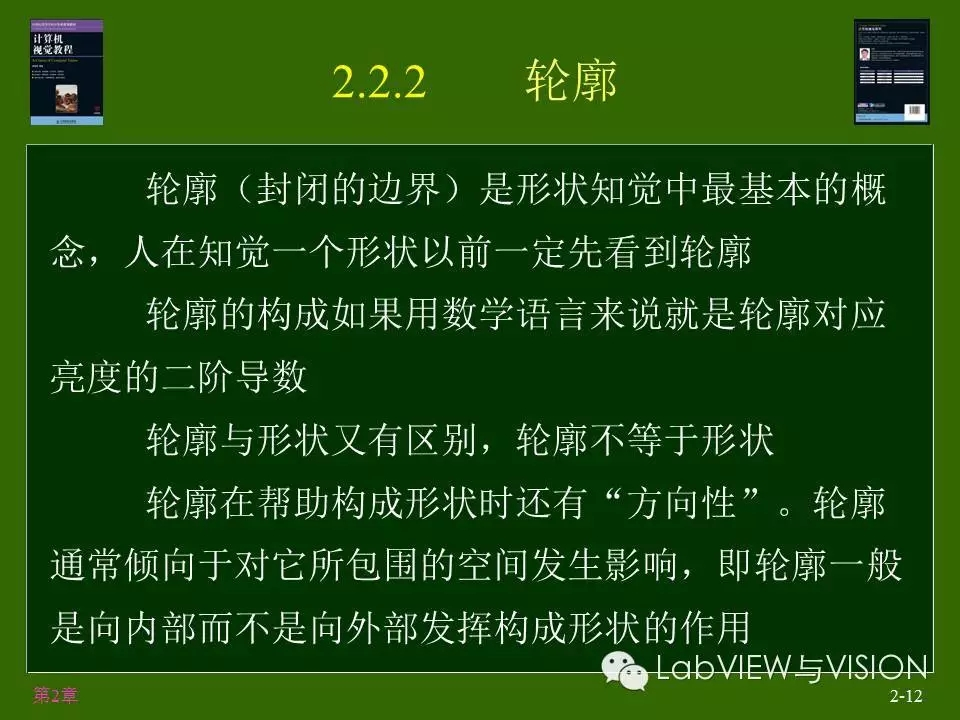 计算机
视觉教程
2.2.2 轮廓
轮廓（封闭的边界）是形状知觉中最基本的概
念，人在知觉一个形状以前一定先看到轮廓
轮廓的构成如果用数学语言来说就是轮廓对应
亮度的二阶导数
轮廓与形状又有区别，轮廓不等于形状
轮廓在帮助构成形状时还有“方向性”。轮廓
通常倾向于对它所包围的空间发生影响，即轮廓一般
是向内部而不是向外部发挥构成形状的作用
LabVIEW与VISION
第2章
2-12